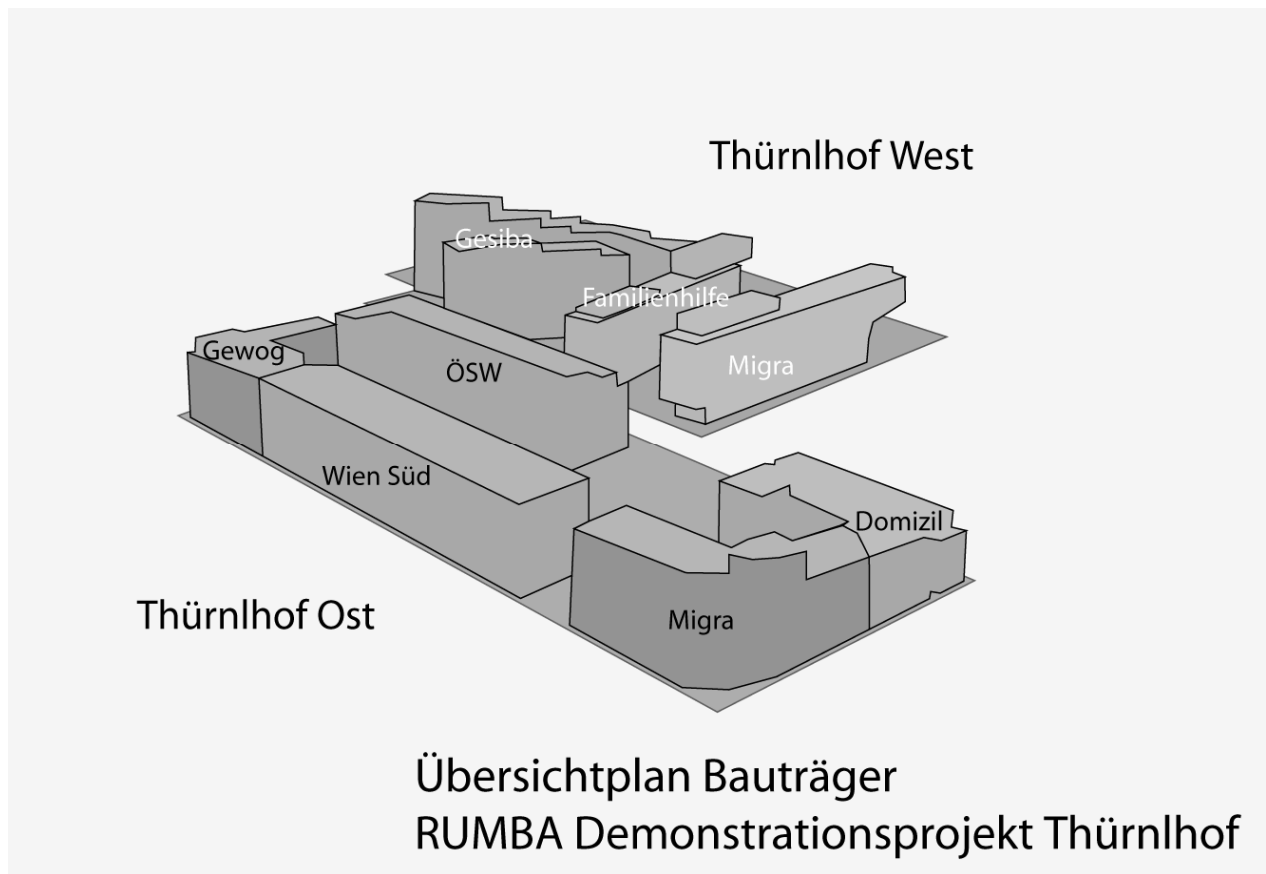 Thürnlhof West
Gesiba
Familienhilfe
Gewog
ÖSW
Migra
Wien Süd
Domizil
Thürnlhof Ost
Migra
Übersichtplan Bauträger
RUMBA Demonstrationsprojekt Thürnlhof